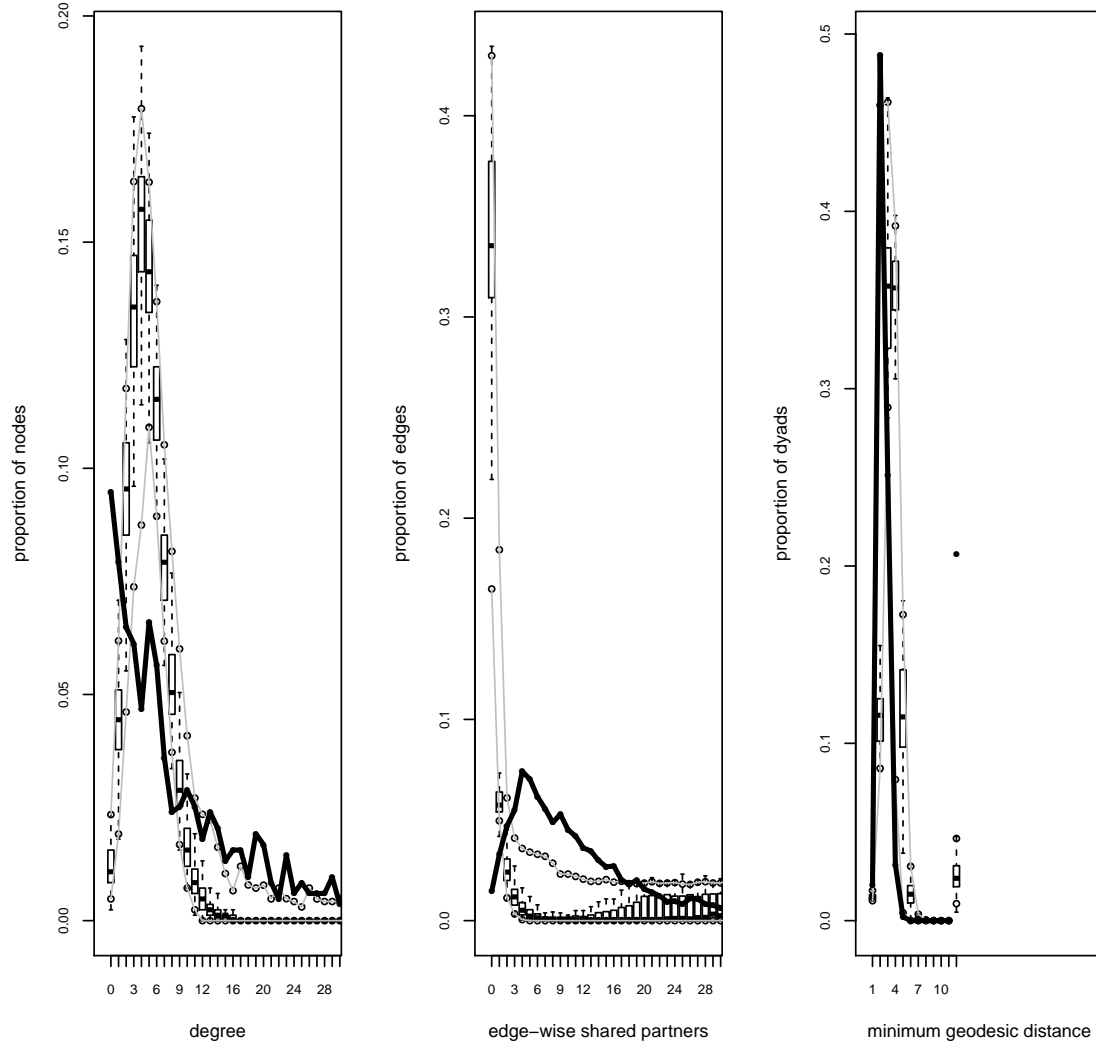 proportion of nodes
0.00 0.05 0.10 0.15 0.20
0 3 6 9 12 16 20 24 28
degree
proportion of edges
0.0 0.1 0.2 0.3 0.4
0 3 6 9 12 16 20 24 28
edge−wise shared partners
proportion of dyads
0.0 0.1 0.2 0.3 0.4 0.5
1 4 7 10
minimum geodesic distance